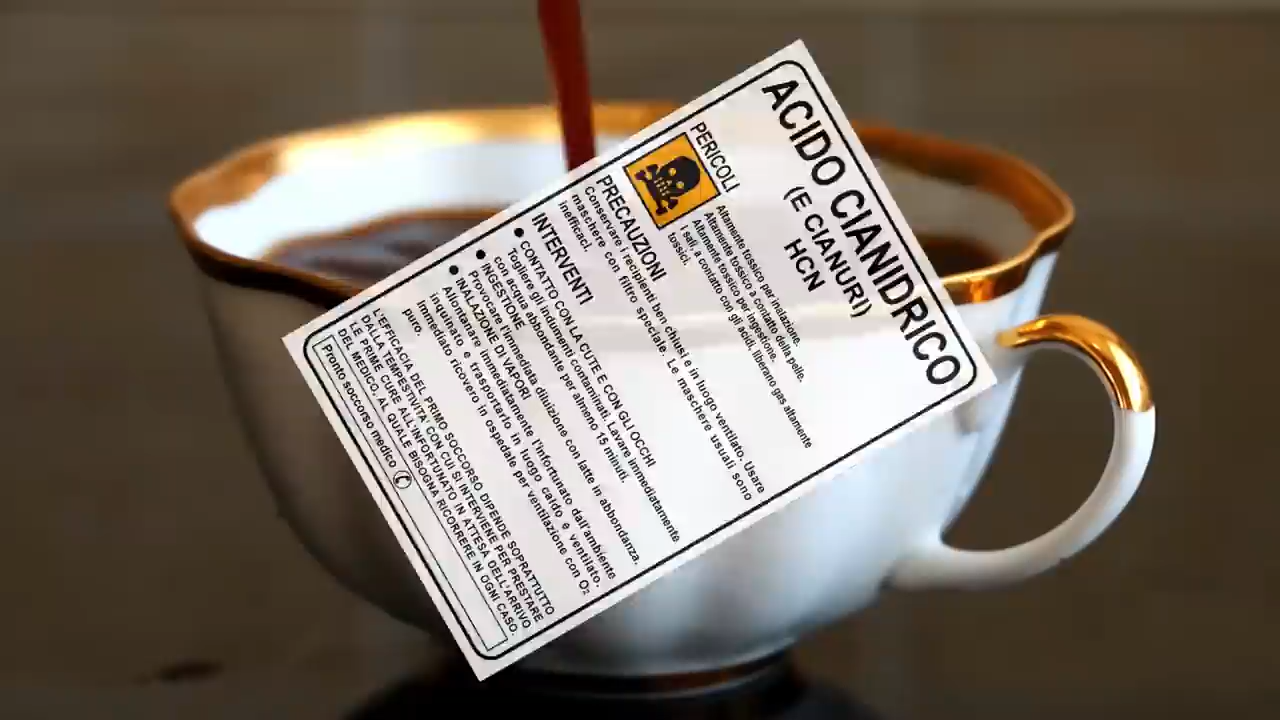 ACIDO CIANIDRICO
(E CIANURI)
HCN
PERICOLI
Altamente tossico per inalazione.
Altamente tossico a contatto della pelle.
Altamente tossico per ingestione.
I sali, a contatto con gli acidi, liberano gas altamente
tossici.
PRECAUZIONI
Conservare i recipienti ben chiusi e in luogo ventilato. Usare
maschere con filtro speciale. Le maschere usuali sono
inefficaci.
INTERVENTI
● CONTATTO CON LA CUTE E CON GLI OCCHI
Togliere gli indumenti contaminati. Lavare immediatamente
con acqua abbondante per almeno 15 minuti.
● INGESTIONE
Provocare l'immediata diluizione con latte in abbondanza.
● INALAZIONE DI VAPORI
Allontanare immediatamente l'infortunato dall'ambiente
inquinato e trasportarlo in luogo caldo e ventilato.
Immediato ricovero in ospedale per ventilazione con O₂
puro.
L'EFFICACIA DEL PRIMO SOCCORSO DIPENDE SOPRATTUTTO
DALLA TEMPESTIVITA' CON CUI SI INTERVIENE PER PRESTARE
LE PRIME CURE ALL'INFORTUNATO IN ATTESA DELL'ARRIVO
DEL MEDICO, AL QUALE BISOGNA RICORRERE IN OGNI CASO.
Pronto soccorso medico ✆